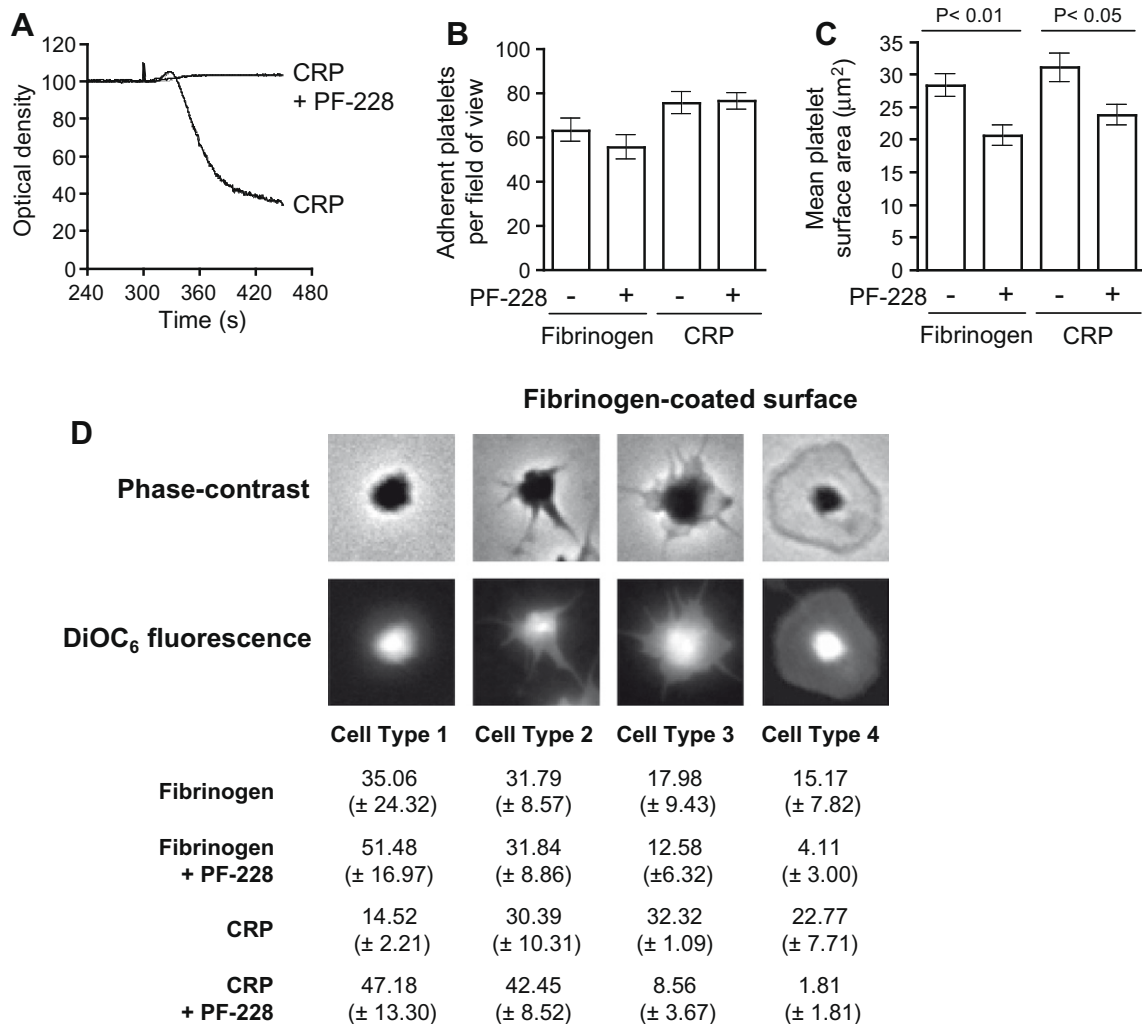 A
120
100
80
60
40
20
0
Optical density
240 300 360 420 480
Time (s)
CRP
+ PF-228
CRP
B
100
80
60
40
20
0
Adherent platelets
per field of view
PF-228 - + - +
Fibrinogen CRP
C
P< 0.01 P< 0.05
35
30
25
20
15
10
5
0
Mean platelet
surface area (μm²)
PF-228 - + - +
Fibrinogen CRP
Fibrinogen-coated surface
D
Phase-contrast
DiOC₆ fluorescence
Cell Type 1 Cell Type 2 Cell Type 3 Cell Type 4
Fibrinogen 35.06 31.79 17.98 15.17
(± 24.32) (± 8.57) (± 9.43) (± 7.82)
Fibrinogen 51.48 31.84 12.58 4.11
+ PF-228 (± 16.97) (± 8.86) (±6.32) (± 3.00)
CRP 14.52 30.39 32.32 22.77
(± 2.21) (± 10.31) (± 1.09) (± 7.71)
CRP 47.18 42.45 8.56 1.81
+ PF-228 (± 13.30) (± 8.52) (± 3.67) (± 1.81)